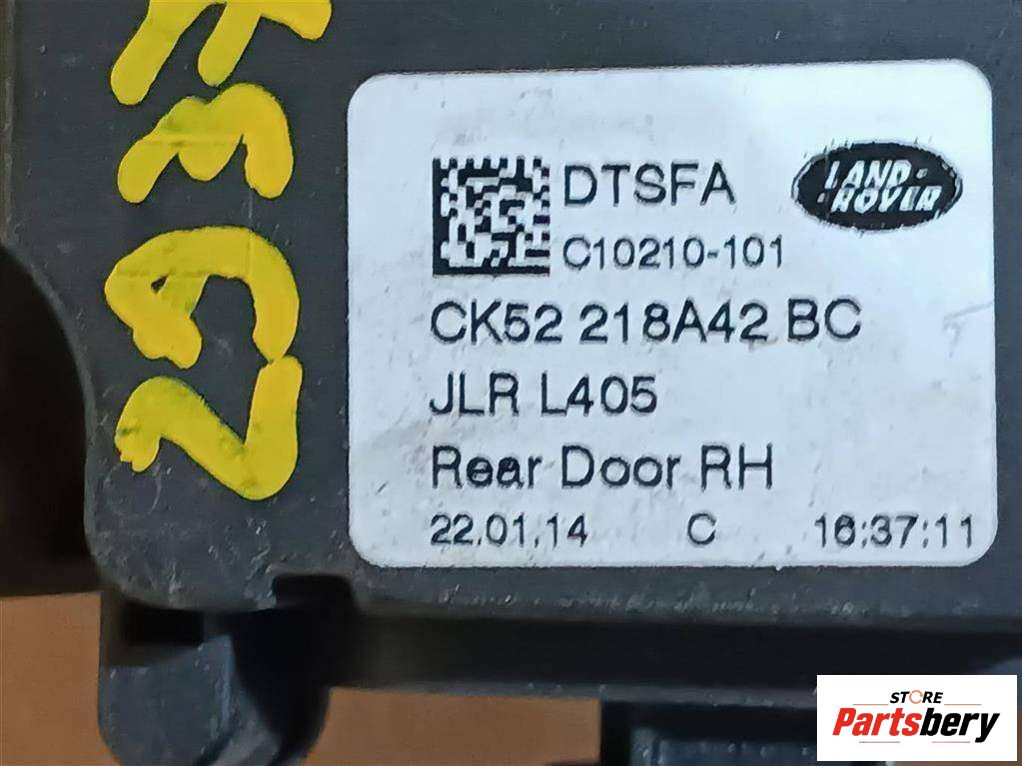 DTSFA
LAND-
-ROVER
C10210-101
CK52 218A42 BC
JLR L405
Rear Door RH
22.01.14 C 16:37:11
STORE
Partsbery